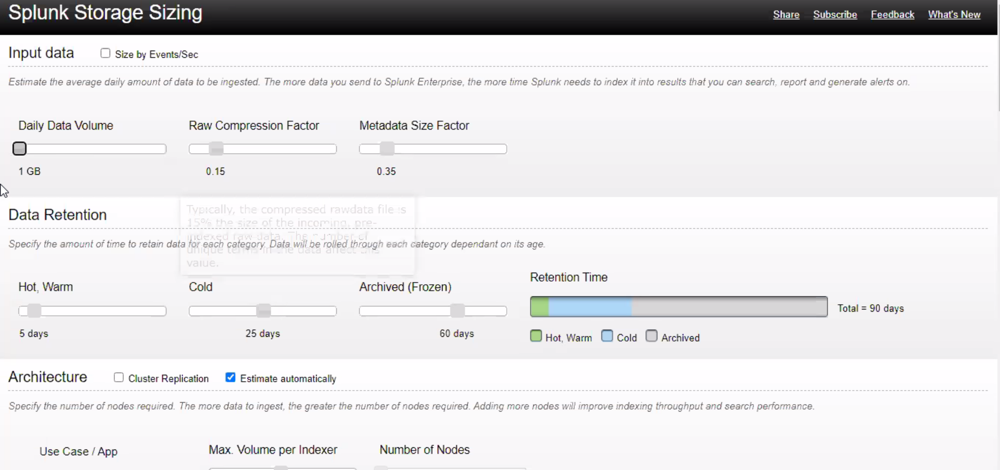 Splunk Storage Sizing
Share Subscribe Feedback What's New
Input data Size by Events/Sec
Estimate the average daily amount of data to be ingested. The more data you send to Splunk Enterprise, the more time Splunk needs to index it into results that you can search, report and generate alerts on.
Daily Data Volume Raw Compression Factor Metadata Size Factor
1 GB 0.15 0.35
Typically, the compressed rawdata file is
15% the size of the incoming, pre-
indexed raw data. The number of
unique terms in the data affect this
value.
Data Retention
Specify the amount of time to retain data for each category. Data will be rolled through each category dependant on its age.
Retention Time
Hot, Warm Cold Archived (Frozen)
Total = 90 days
5 days 25 days 60 days
Hot, Warm Cold Archived
Architecture Cluster Replication Estimate automatically
Specify the number of nodes required. The more data to ingest, the greater the number of nodes required. Adding more nodes will improve indexing throughput and search performance.
Use Case / App Max. Volume per Indexer Number of Nodes